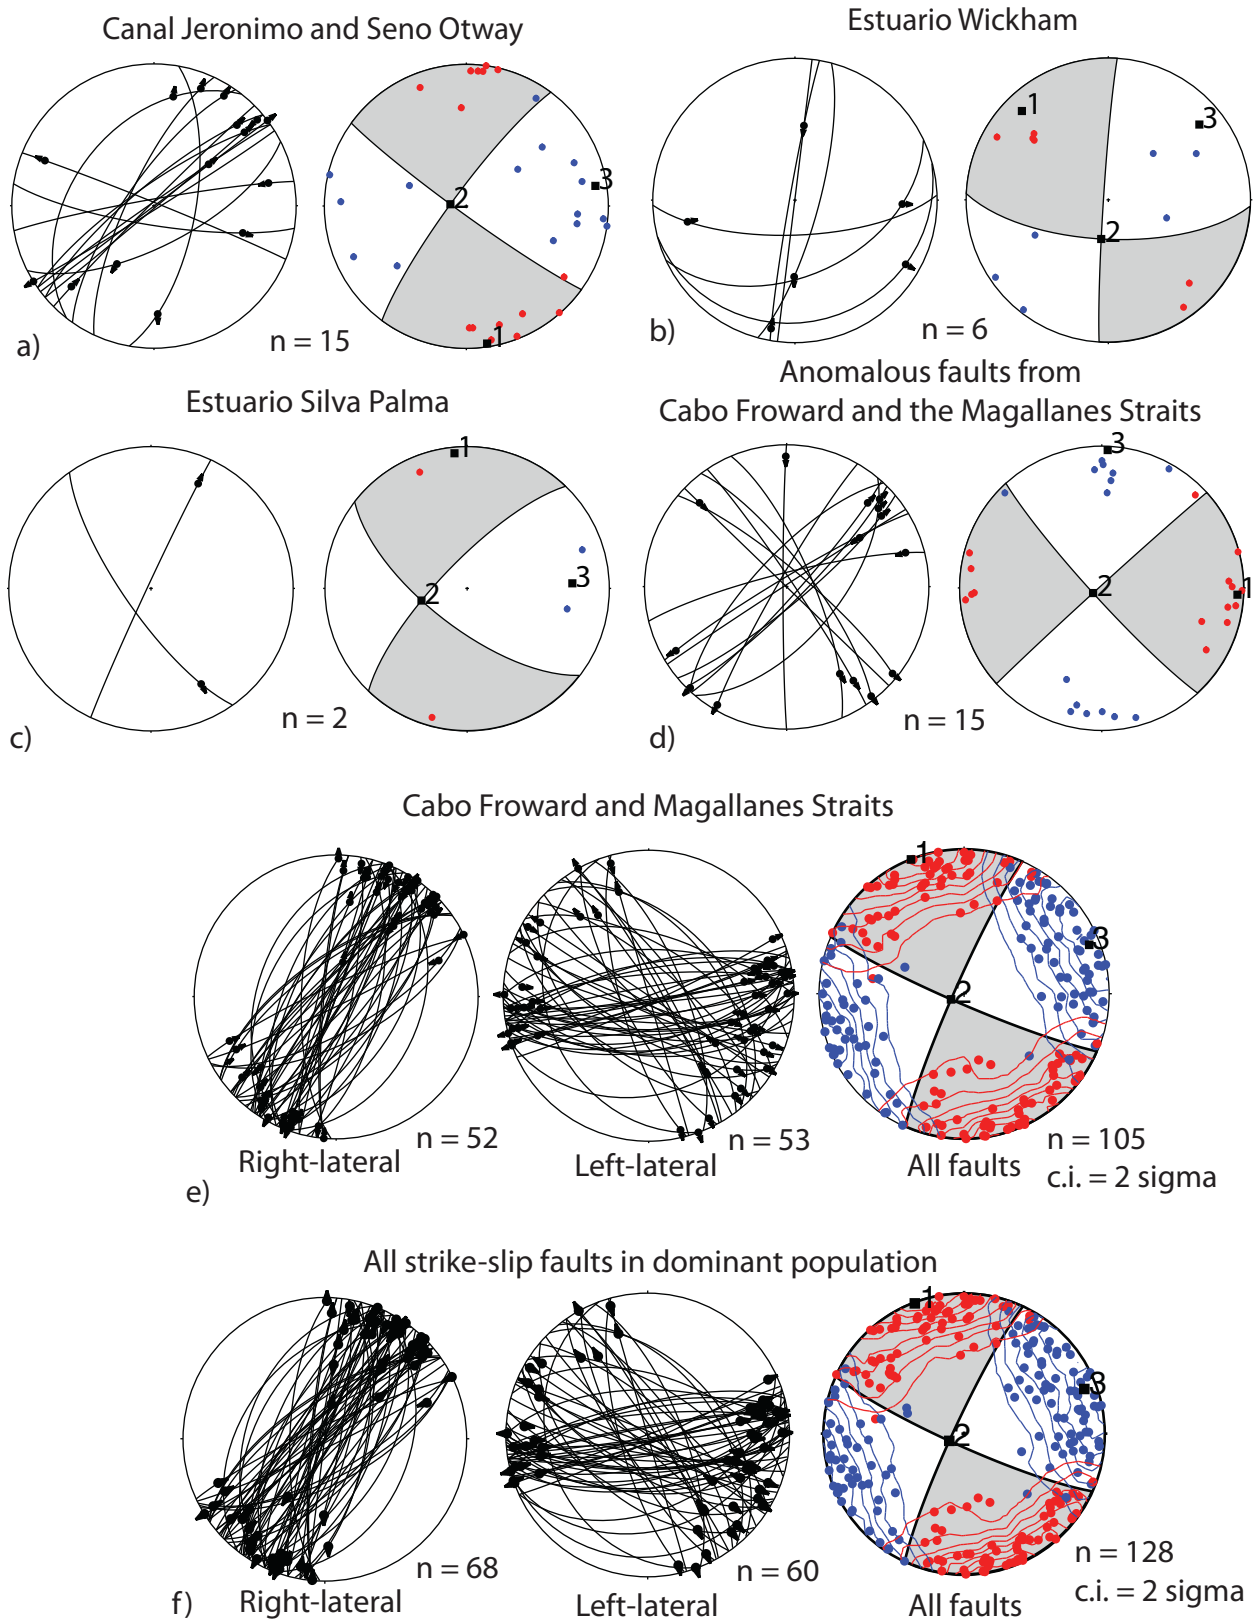 Canal Jeronimo and Seno Otway
Estuario Wickham
1
3
2
3
2
1
a)
n = 15
b)
n = 6
Estuario Silva Palma
Anomalous faults from
Cabo Froward and the Magallanes Straits
1
3
3
2
2
1
c)
n = 2
d)
n = 15
Cabo Froward and Magallanes Straits
1
3
2
n = 52
n = 53
n = 105
Right-lateral
Left-lateral
All faults
c.i. = 2 sigma
e)
All strike-slip faults in dominant population
1
3
2
n = 68
n = 60
n = 128
Right-lateral
Left-lateral
All faults
c.i. = 2 sigma
f)